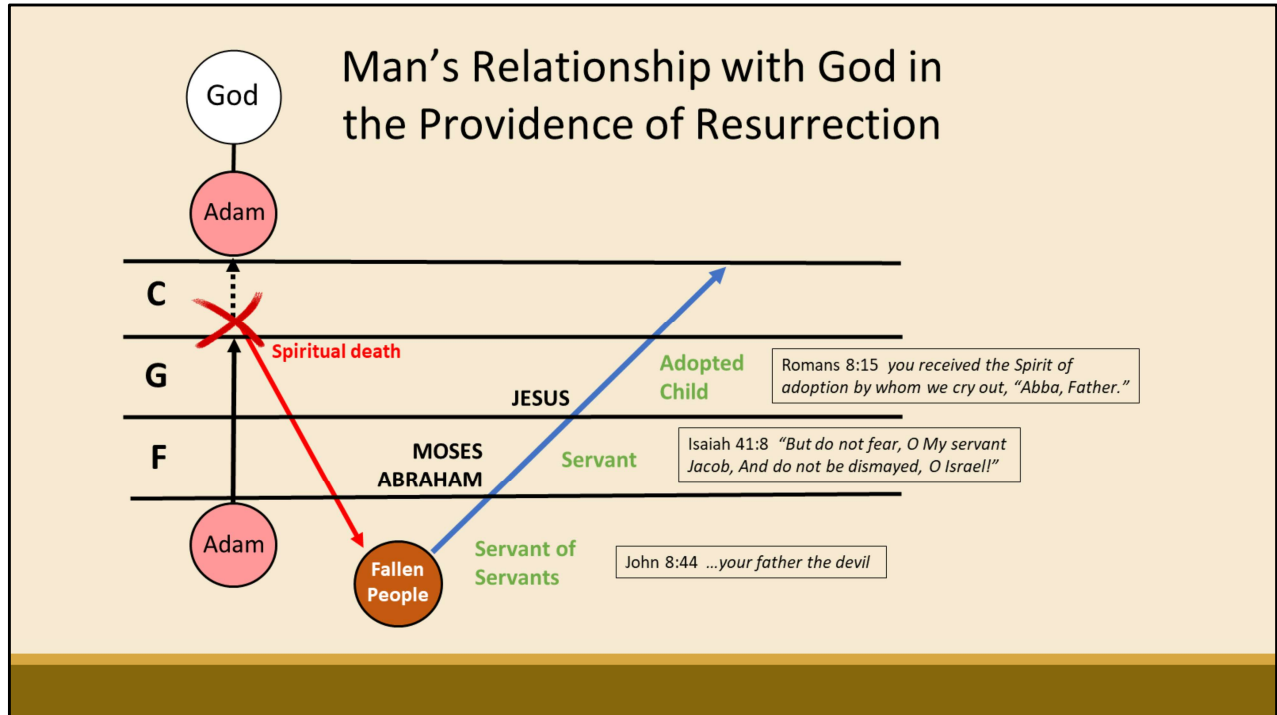 Man's Relationship with God in
the Providence of Resurrection
God
Adam
C
Spiritual death
G
Adopted
Child
Romans 8:15 you received the Spirit of
adoption by whom we cry out, “Abba, Father.”
JESUS
F
MOSES
ABRAHAM
Servant
Isaiah 41:8 “But do not fear, O My servant
Jacob, And do not be dismayed, O Israel!”
Adam
Fallen
People
Servant of
Servants
John 8:44 ...your father the devil